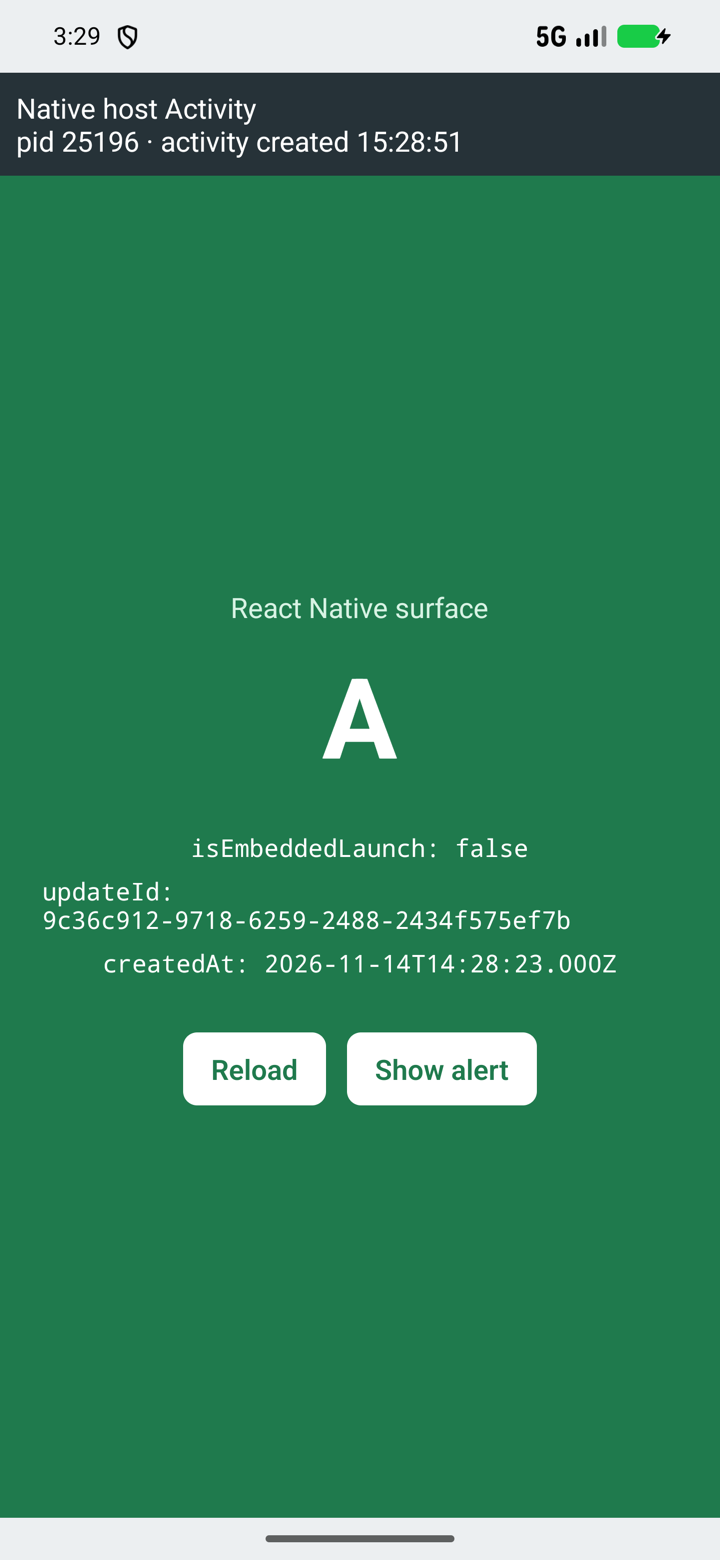 3:29
5G
Native host Activity
pid 25196 · activity created 15:28:51
React Native surface
A
isEmbeddedLaunch: false
updateId:
9c36c912-9718-6259-2488-2434f575ef7b
createdAt: 2026-11-14T14:28:23.000Z
Reload
Show alert